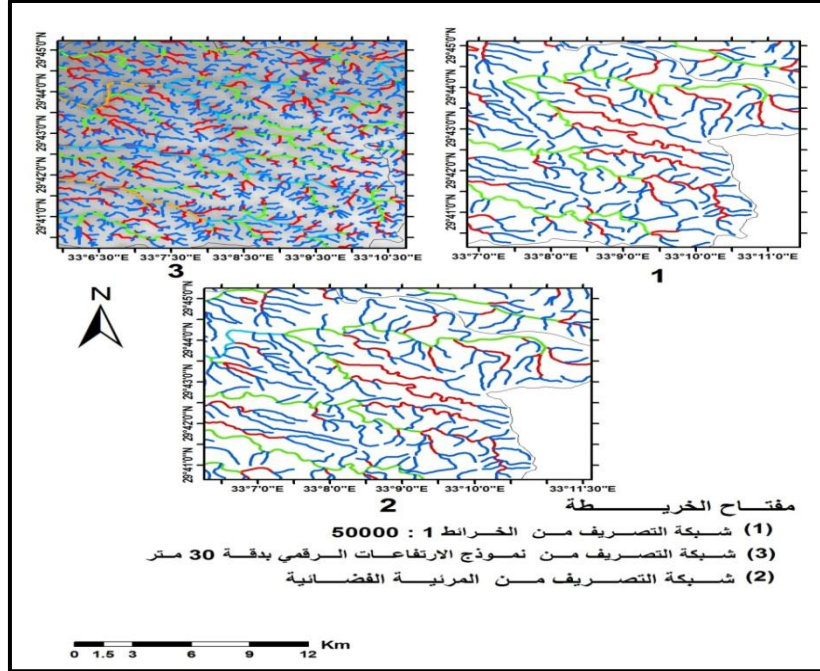 29°45'0"N
29°44'0"N
29°43'0"N
29°42'0"N
29°41'0"N
33°6'30"E 33°7'30"E 33°8'30"E 33°9'30"E 33°10'30"E
3
29°45'0"N
29°44'0"N
29°43'0"N
29°42'0"N
29°41'0"N
33°7'0"E 33°8'0"E 33°9'0"E 33°10'0"E 33°11'0"E
1
N
29°45'0"N
29°44'0"N
29°43'0"N
29°42'0"N
29°41'0"N
33°7'0"E 33°8'0"E 33°9'0"E 33°10'0"E 33°11'30"E
2
مفتاح الخريطة
(1) شبكة التصريف من الخرائط 1 : 50000
(3) شبكة التصريف من نموذج الارتفاعات الرقمي بدقة 30 متر
(2) شبكة التصريف من المرئية الفضائية
0 1.5 3 6 9 12 Km